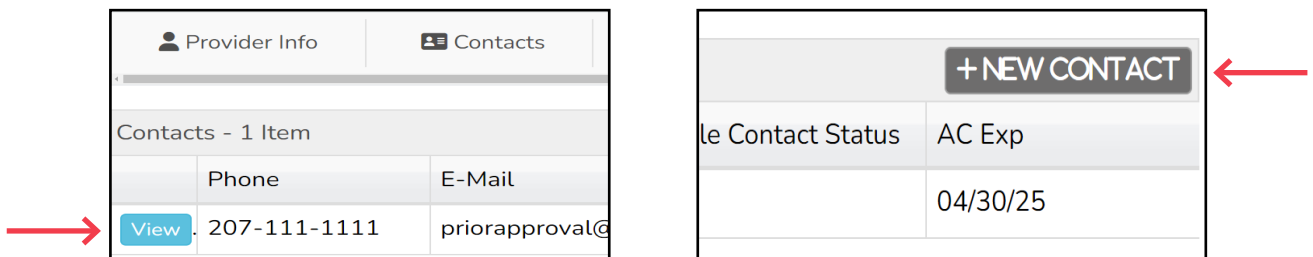 Provider Info
Contacts
Contacts - 1 Item
Phone
E-Mail
View
207-111-1111
priorapproval@
+ NEW CONTACT
le Contact Status
AC Exp
04/30/25